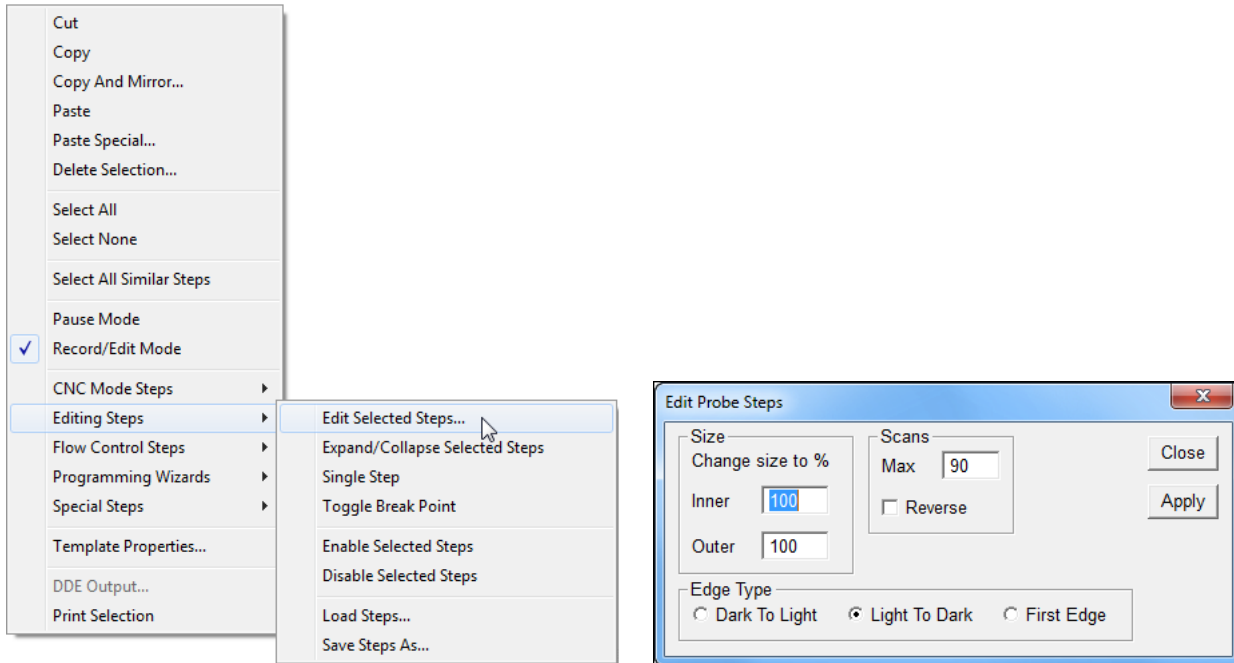 Cut
Copy
Copy And Mirror...
Paste
Paste Special...
Delete Selection...
Select All
Select None
Select All Similar Steps
Pause Mode
Record/Edit Mode
CNC Mode Steps
Editing Steps
Flow Control Steps
Programming Wizards
Special Steps
Template Properties...
DDE Output...
Print Selection
Edit Selected Steps...
Expand/Collapse Selected Steps
Single Step
Toggle Break Point
Enable Selected Steps
Disable Selected Steps
Load Steps...
Save Steps As...
Edit Probe Steps
Size
Change size to %
Inner 100
Outer 100
Scans
Max 90
Reverse
Close
Apply
Edge Type
Dark To Light Light To Dark First Edge